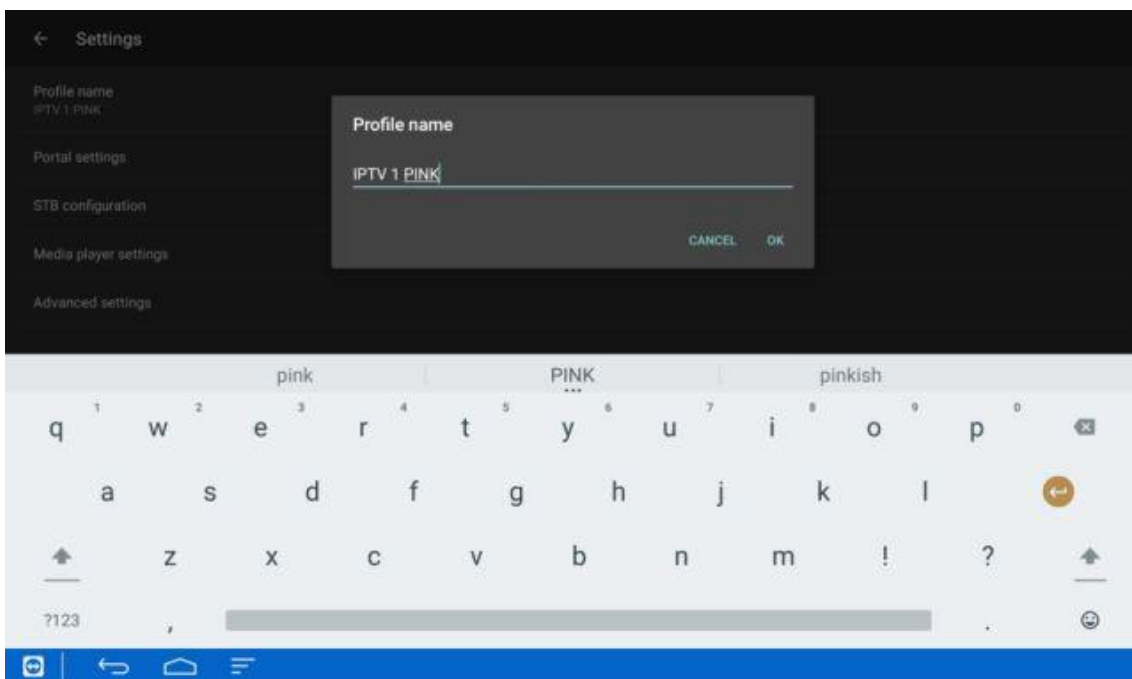 Settings
Profile name
IPTV 1 PINK
Portal settings
STB configuration
Media player settings
Advanced settings
Profile name
IPTV 1 PINK
CANCEL OK
pink PINK pinkish
q 1 w 2 e 3 r 4 t 5 y 6 u 7 i 8 o 9 p 0
a s d f g h j k l
z x c v b n m ! ?
?123 , .